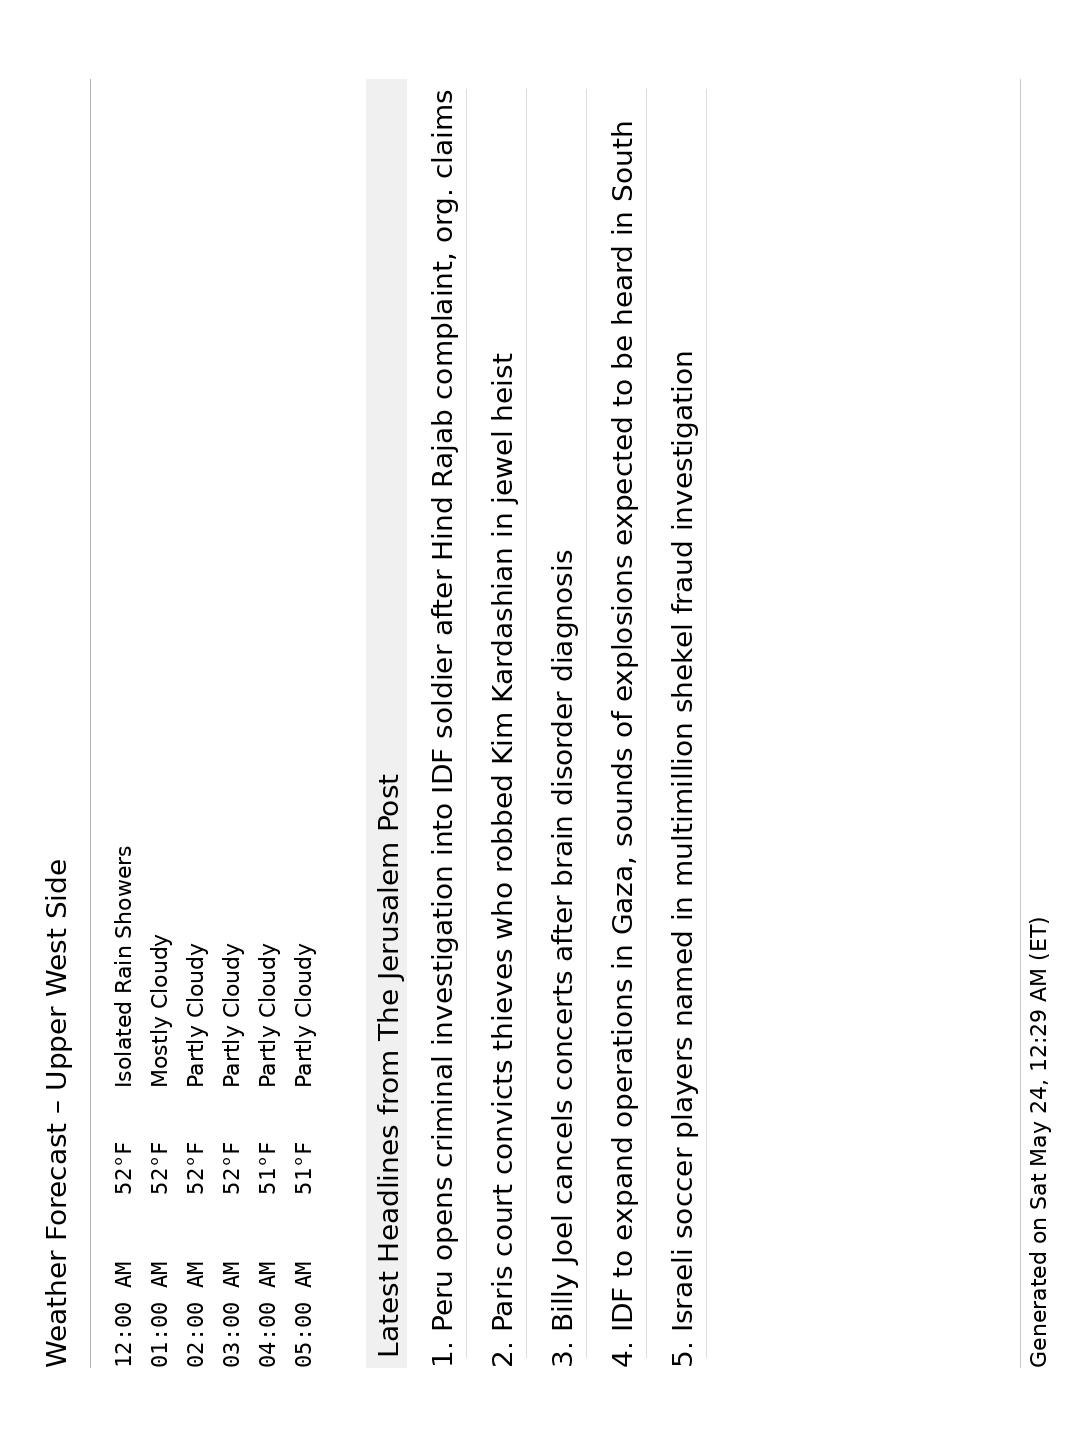 Weather Forecast – Upper West Side
12:00 AM 52°F Isolated Rain Showers
01:00 AM 52°F Mostly Cloudy
02:00 AM 52°F Partly Cloudy
03:00 AM 52°F Partly Cloudy
04:00 AM 51°F Partly Cloudy
05:00 AM 51°F Partly Cloudy
Latest Headlines from The Jerusalem Post
1. Peru opens criminal investigation into IDF soldier after Hind Rajab complaint, org. claims
2. Paris court convicts thieves who robbed Kim Kardashian in jewel heist
3. Billy Joel cancels concerts after brain disorder diagnosis
4. IDF to expand operations in Gaza, sounds of explosions expected to be heard in South
5. Israeli soccer players named in multimillion shekel fraud investigation
Generated on Sat May 24, 12:29 AM (ET)